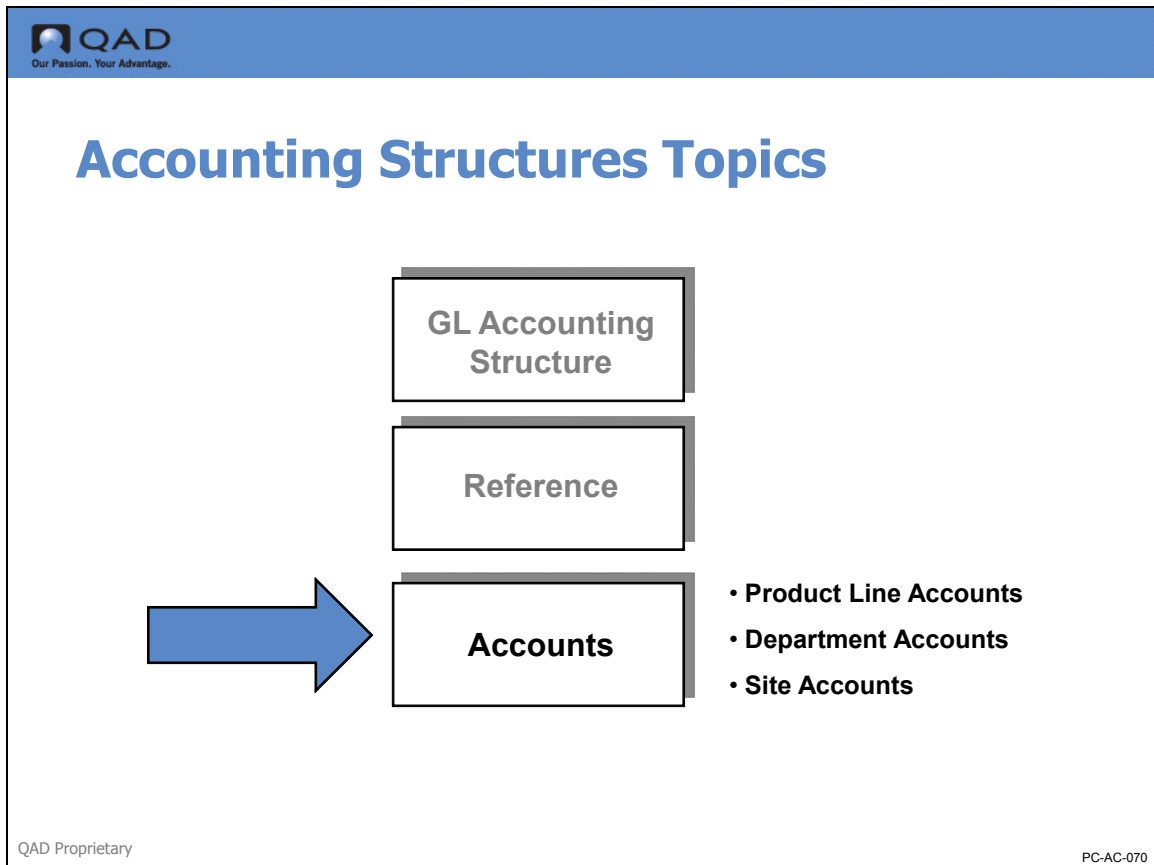 QAD
Our Passion. Your Advantage.
Accounting Structures Topics
GL Accounting
Structure
Reference
Accounts
• Product Line Accounts
• Department Accounts
• Site Accounts
QAD Proprietary
PC-AC-070